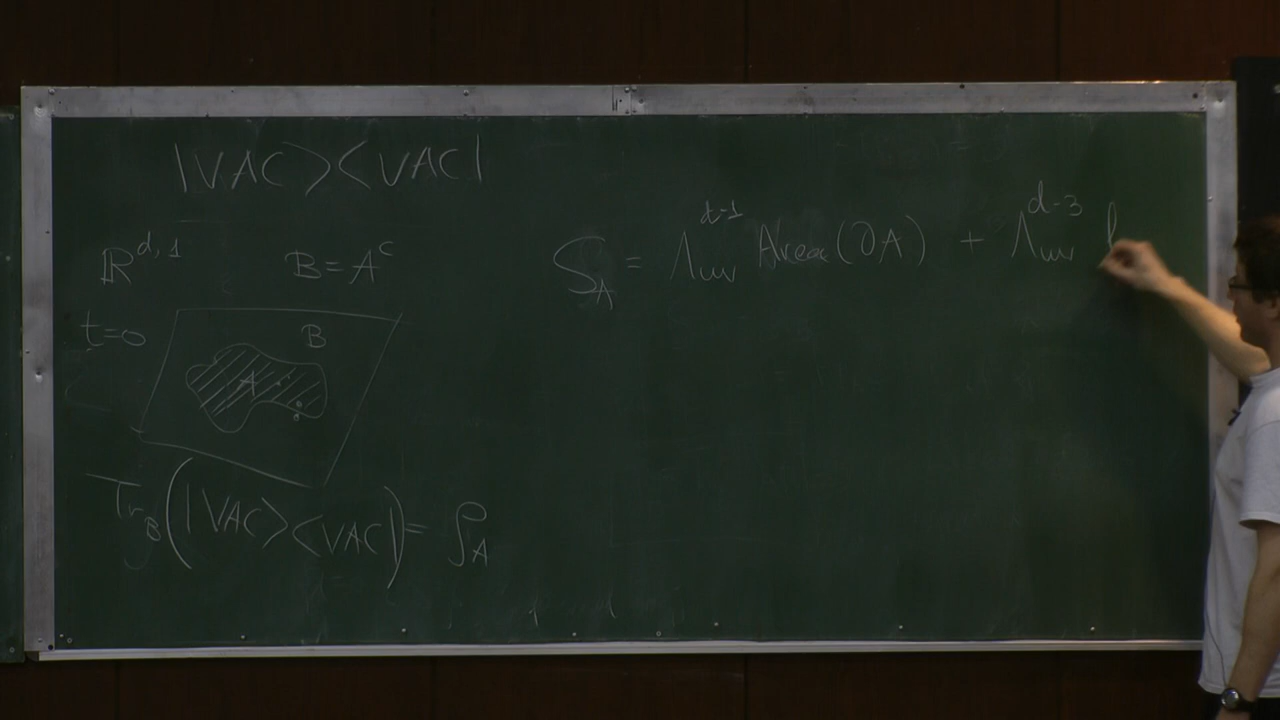 |VAC><VAC|
ℝ^{d,1} B=A^c
t=0
B
A
Tr_B(|VAC><VAC|) = ρ_A
S_A = Λ_{uv}^{d-1} Area(∂A) + Λ_{uv}^{d-3}